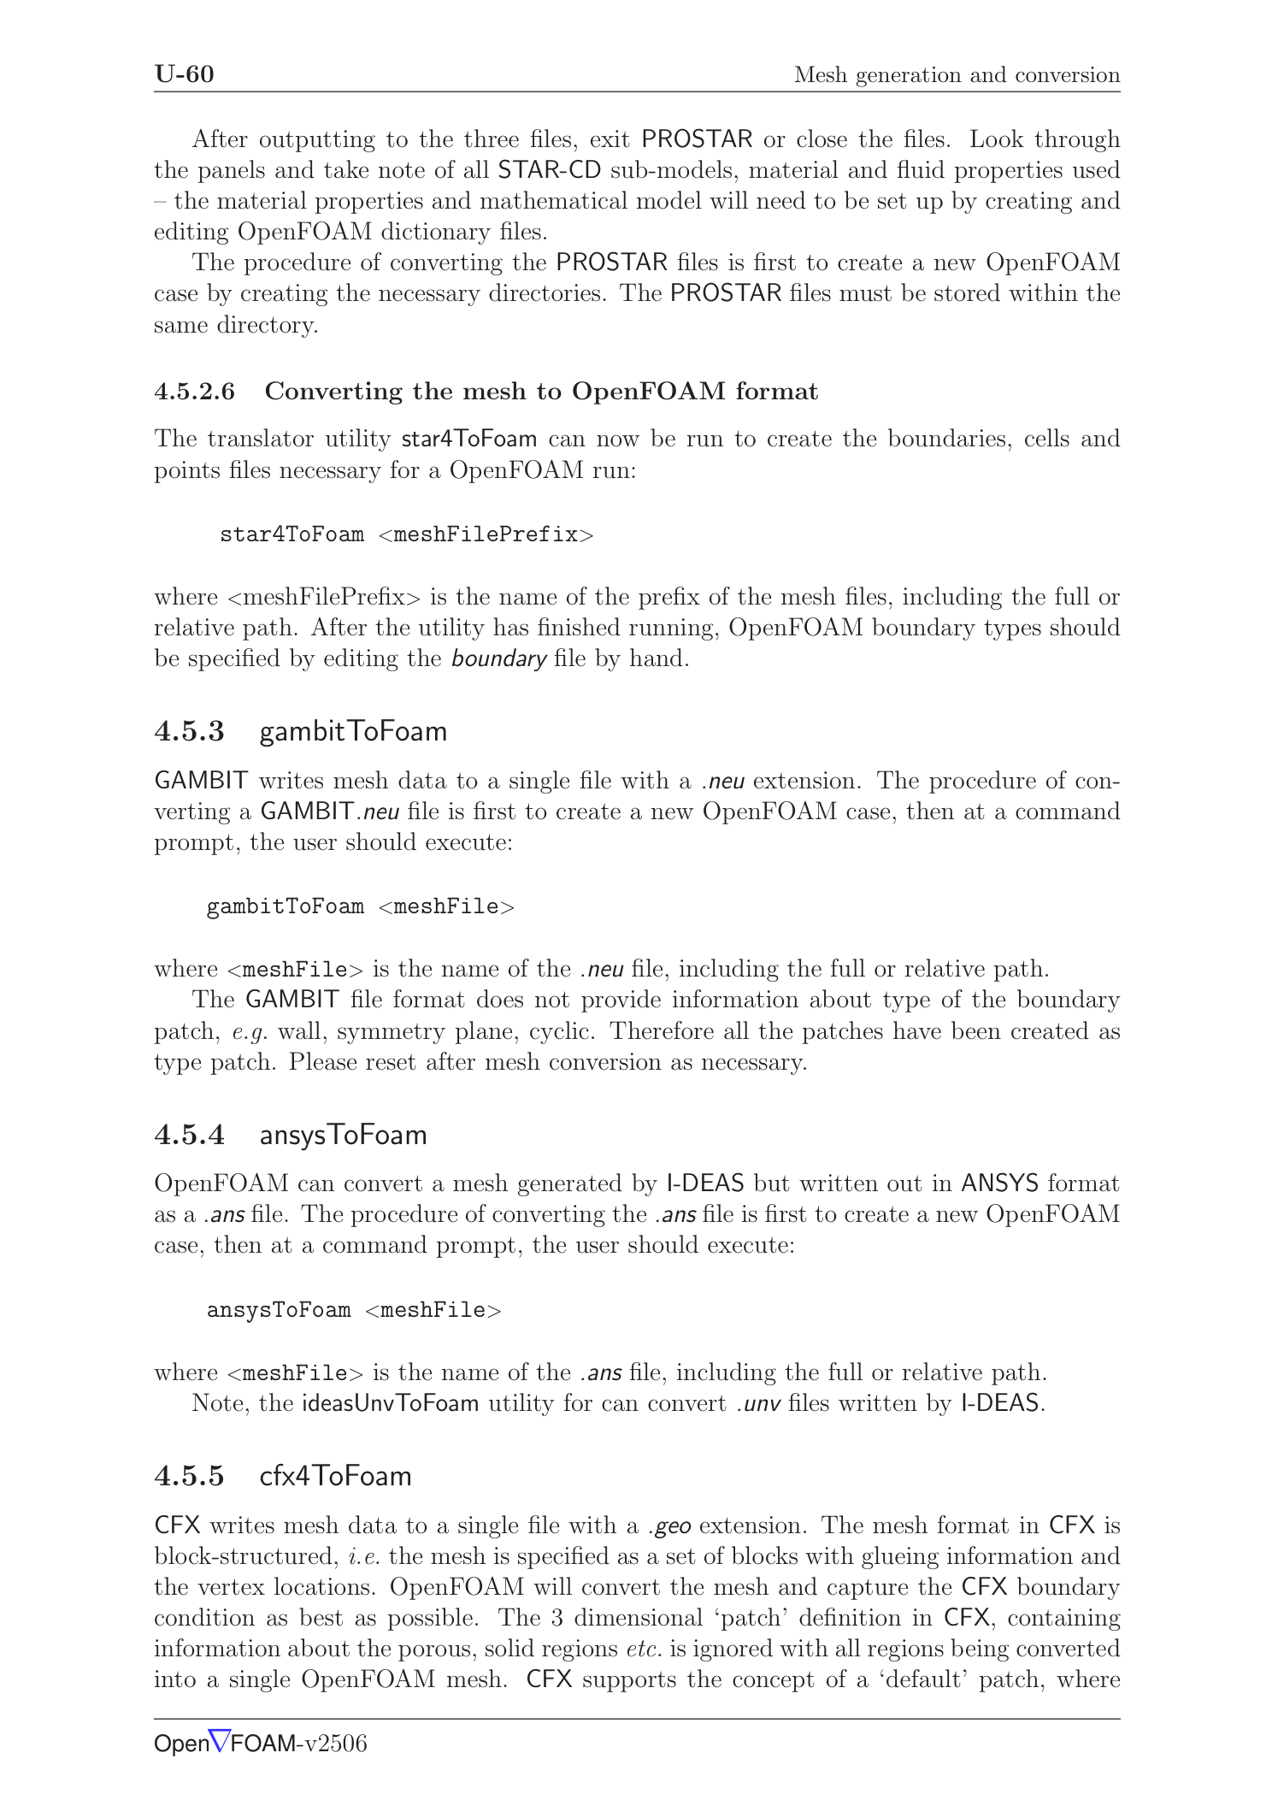 U-60 Mesh generation and conversion
After outputting to the three files, exit PROSTAR or close the files. Look through
the panels and take note of all STAR-CD sub-models, material and fluid properties used
– the material properties and mathematical model will need to be set up by creating and
editing OpenFOAM dictionary files.
The procedure of converting the PROSTAR files is first to create a new OpenFOAM
case by creating the necessary directories. The PROSTAR files must be stored within the
same directory.
4.5.2.6 Converting the mesh to OpenFOAM format
The translator utility star4ToFoam can now be run to create the boundaries, cells and
points files necessary for a OpenFOAM run:
star4ToFoam <meshFilePrefix>
where <meshFilePrefix> is the name of the prefix of the mesh files, including the full or
relative path. After the utility has finished running, OpenFOAM boundary types should
be specified by editing the boundary file by hand.
4.5.3 gambitToFoam
GAMBIT writes mesh data to a single file with a .neu extension. The procedure of con-
verting a GAMBIT.neu file is first to create a new OpenFOAM case, then at a command
prompt, the user should execute:
gambitToFoam <meshFile>
where <meshFile> is the name of the .neu file, including the full or relative path.
The GAMBIT file format does not provide information about type of the boundary
patch, e.g. wall, symmetry plane, cyclic. Therefore all the patches have been created as
type patch. Please reset after mesh conversion as necessary.
4.5.4 ansysToFoam
OpenFOAM can convert a mesh generated by I-DEAS but written out in ANSYS format
as a .ans file. The procedure of converting the .ans file is first to create a new OpenFOAM
case, then at a command prompt, the user should execute:
ansysToFoam <meshFile>
where <meshFile> is the name of the .ans file, including the full or relative path.
Note, the ideasUnvToFoam utility for can convert .unv files written by I-DEAS.
4.5.5 cfx4ToFoam
CFX writes mesh data to a single file with a .geo extension. The mesh format in CFX is
block-structured, i.e. the mesh is specified as a set of blocks with glueing information and
the vertex locations. OpenFOAM will convert the mesh and capture the CFX boundary
condition as best as possible. The 3 dimensional ‘patch’ definition in CFX, containing
information about the porous, solid regions etc. is ignored with all regions being converted
into a single OpenFOAM mesh. CFX supports the concept of a ‘default’ patch, where
Open∇FOAM-v2506